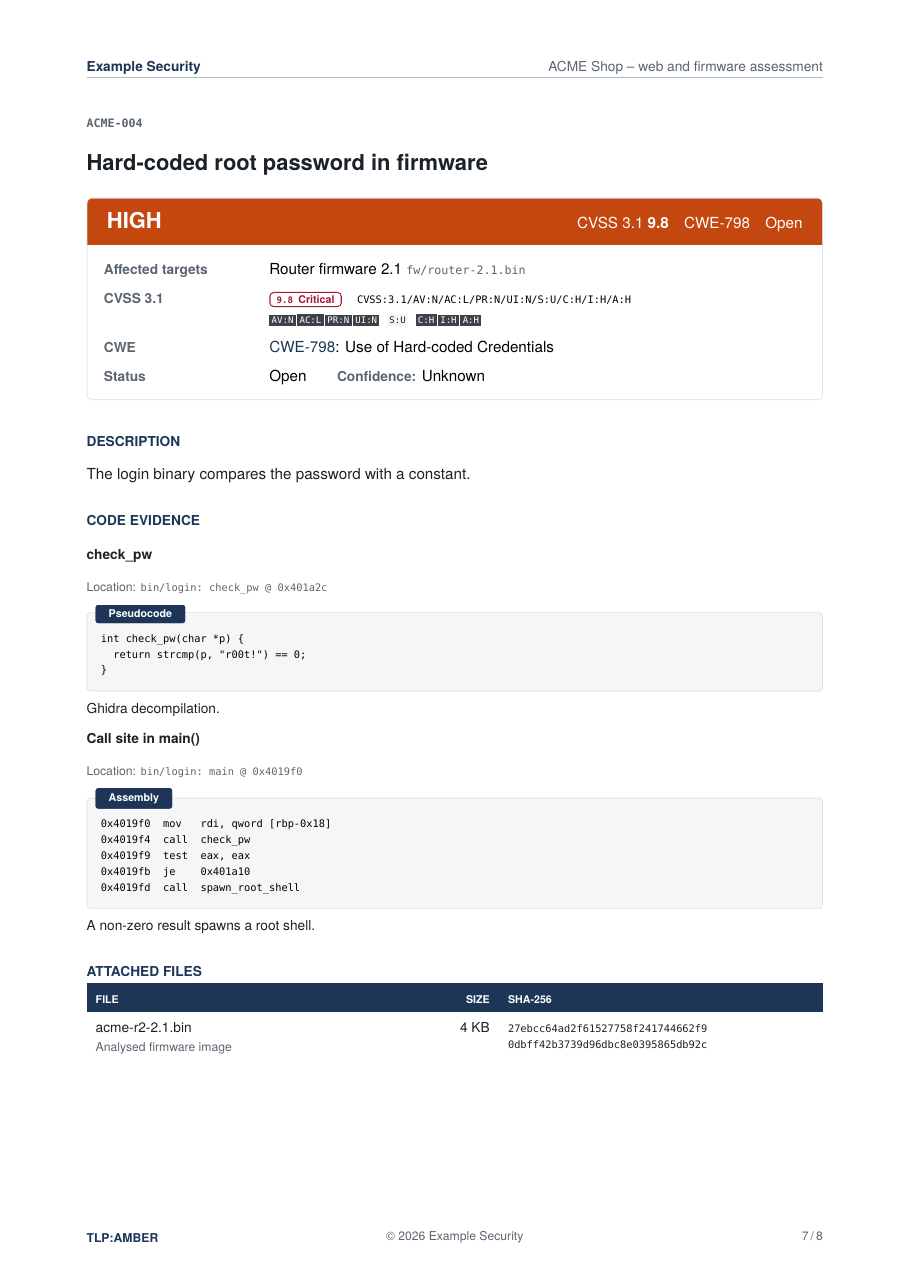 Example Security
ACME Shop – web and firmware assessment
ACME-004
Hard-coded root password in firmware
HIGH
CVSS 3.1 9.8 CWE-798 Open
Affected targets Router firmware 2.1 fw/router-2.1.bin
CVSS 3.1 9.8 Critical CVSS:3.1/AV:N/AC:L/PR:N/UI:N/S:U/C:H/I:H/A:H
AV:N AC:L PR:N UI:N S:U C:H I:H A:H
CWE CWE-798: Use of Hard-coded Credentials
Status Open Confidence: Unknown
DESCRIPTION
The login binary compares the password with a constant.
CODE EVIDENCE
check_pw
Location: bin/login: check_pw @ 0x401a2c
Pseudocode
int check_pw(char *p) {
  return strcmp(p, "r00t!") == 0;
}
Ghidra decompilation.
Call site in main()
Location: bin/login: main @ 0x4019f0
Assembly
0x4019f0  mov   rdi, qword [rbp-0x18]
0x4019f4  call  check_pw
0x4019f9  test  eax, eax
0x4019fb  je    0x401a10
0x4019fd  call  spawn_root_shell
A non-zero result spawns a root shell.
ATTACHED FILES
FILE SIZE SHA-256
acme-r2-2.1.bin 4 KB 27ebcc64ad2f61527758f241744662f9
Analysed firmware image 0dbff42b3739d96dbc8e0395865db92c
TLP:AMBER
© 2026 Example Security
7 / 8